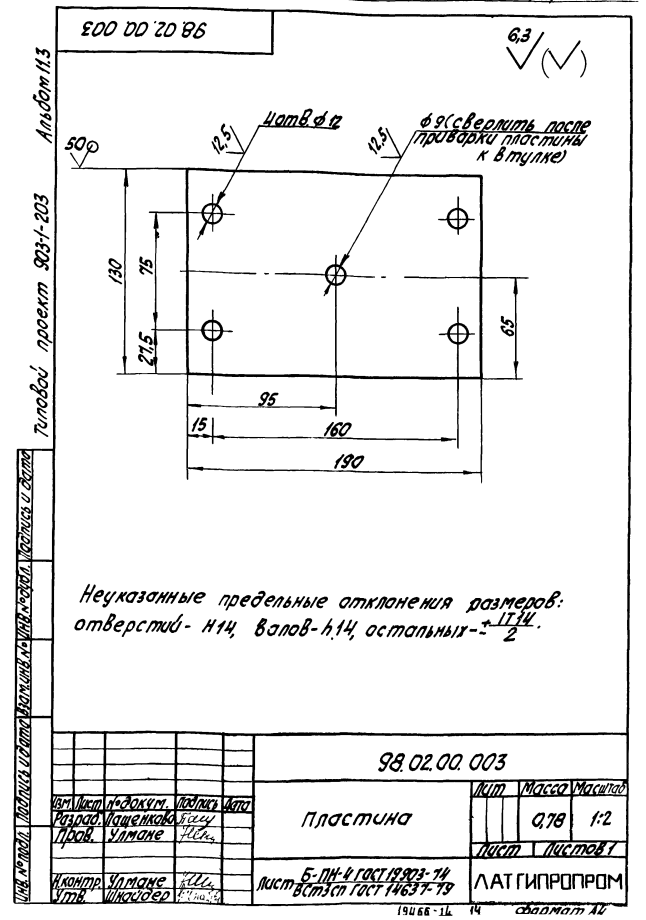 98.02.00.003
6,3
Типовой проект 903-1-203 Альбом 11.3
4 отв. ф 12
12,5
ф 9 (сверлить после
приварки пластины
к втулке)
12,5
50
130
75
27,5
65
95
15
160
190
Неуказанные предельные отклонения размеров:
отверстий - H14, валов - h14, остальных - ± IT14/2.
Инв. № подл. Подпись и дата Взам. инв. № Инв. № дубл. Подпись и дата
98.02.00.003
Изм. Лист № докум. Подпись Дата
Разраб. Пащенкова
Пров. Улмане
Н.контр. Улмане
Утв. Шнайдер
Пластина
Лит Масса Масштаб
0,78 1:2
Лист Листов 1
Лист Б-ПН-4 ГОСТ 19903-74
ВСт3сп ГОСТ 14637-79
ЛАТГИПРОПРОМ
19466-14 14 формат А4